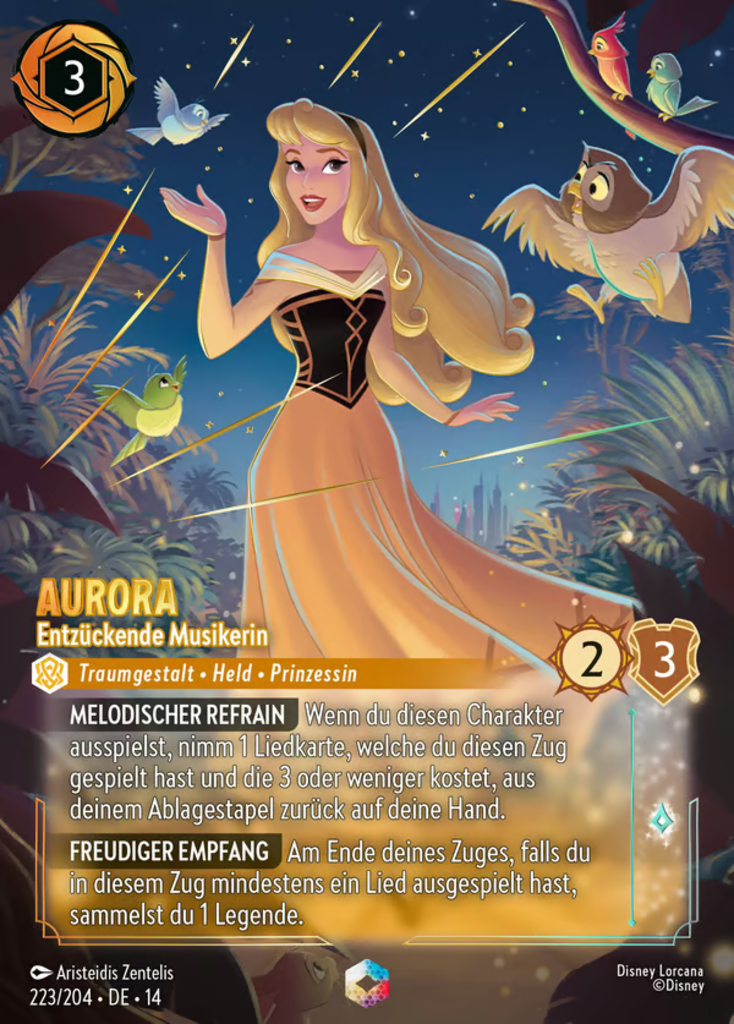 3
AURORA
Entzückende Musikerin
Traumgestalt • Held • Prinzessin
2
3
MELODISCHER REFRAIN Wenn du diesen Charakter
ausspielst, nimm 1 Liedkarte, welche du diesen Zug
gespielt hast und die 3 oder weniger kostet, aus
deinem Ablagestapel zurück auf deine Hand.
FREUDIGER EMPFANG Am Ende deines Zuges, falls du
in diesem Zug mindestens ein Lied ausgespielt hast,
sammelst du 1 Legende.
Aristeidis Zentelis
223/204 • DE • 14
Disney Lorcana
©Disney